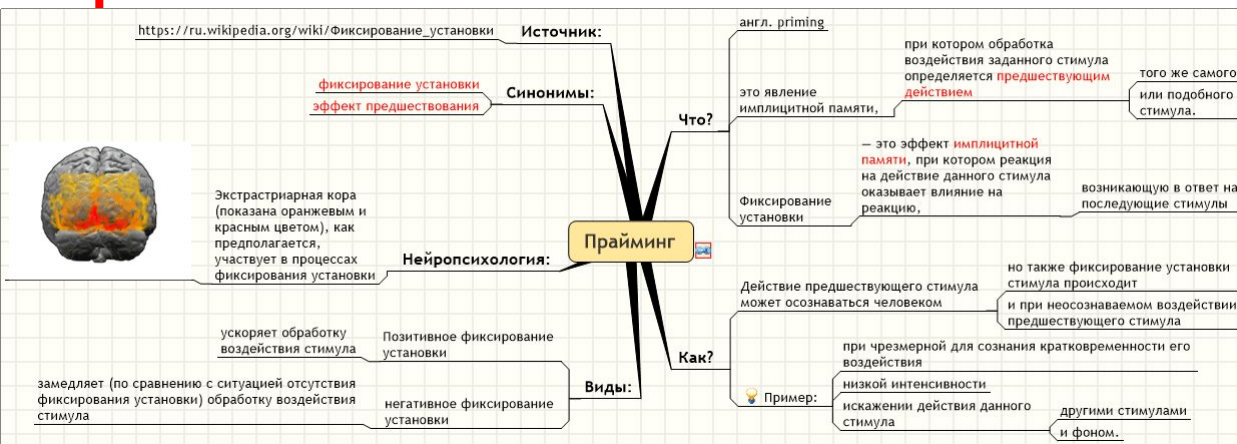 Прайминг
Источник:
https://ru.wikipedia.org/wiki/Фиксирование_установки
Синонимы:
фиксирование установки
эффект предшествования
Нейропсихология:
Экстрастриарная кора
(показана оранжевым и
красным цветом), как
предполагается,
участвует в процессах
фиксирования установки
Виды:
Позитивное фиксирование
установки
ускоряет обработку
воздействия стимула
негативное фиксирование
установки
замедляет (по сравнению с ситуацией отсутствия
фиксирования установки) обработку воздействия
стимула
Что?
англ. priming
это явление
имплицитной памяти,
при котором обработка
воздействия заданного стимула
определяется предшествующим
действием
того же самого
или подобного
стимула.
Фиксирование
установки
— это эффект имплицитной
памяти, при котором реакция
на действие данного стимула
оказывает влияние на
реакцию,
возникающую в ответ на
последующие стимулы
Как?
Действие предшествующего стимула
может осознаваться человеком
но также фиксирование установки
стимула происходит
и при неосознаваемом воздействии
предшествующего стимула
Пример:
при чрезмерной для сознания кратковременности его
воздействия
низкой интенсивности
искажении действия данного
стимула
другими стимулами
и фоном.